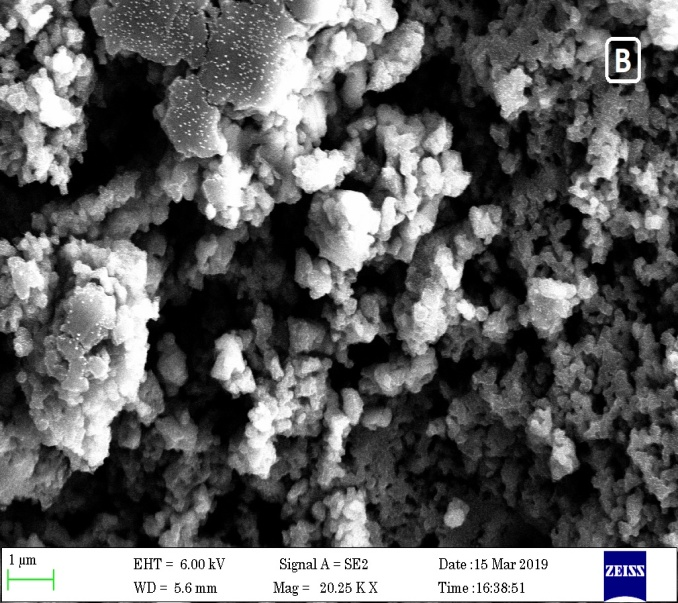 B
1 µm
EHT = 6.00 kV
Signal A = SE2
Date :15 Mar 2019
ZEISS
WD = 5.6 mm
Mag = 20.25 K X
Time :16:38:51